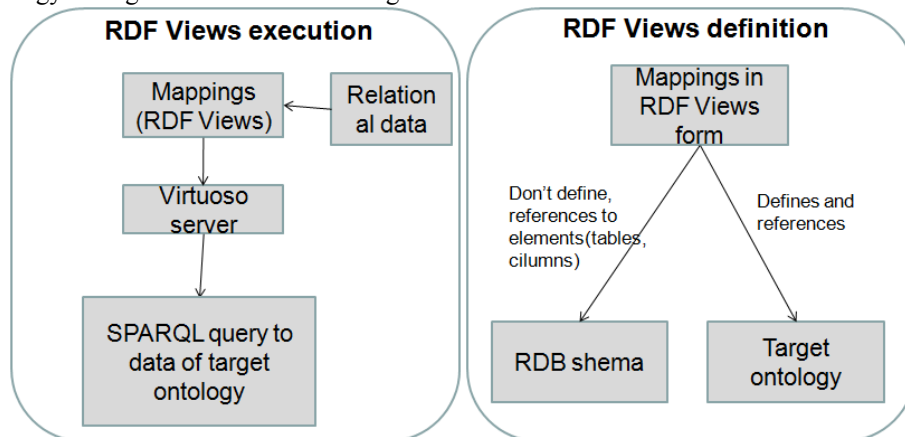 RDF Views execution
Mappings
(RDF Views)
Relation
al data
Virtuoso
server
SPARQL query to
data of target
ontology
RDF Views definition
Mappings in
RDF Views
form
Don't define,
references to
elements(tables,
cilumns)
Defines and
references
RDB shema
Target
ontology